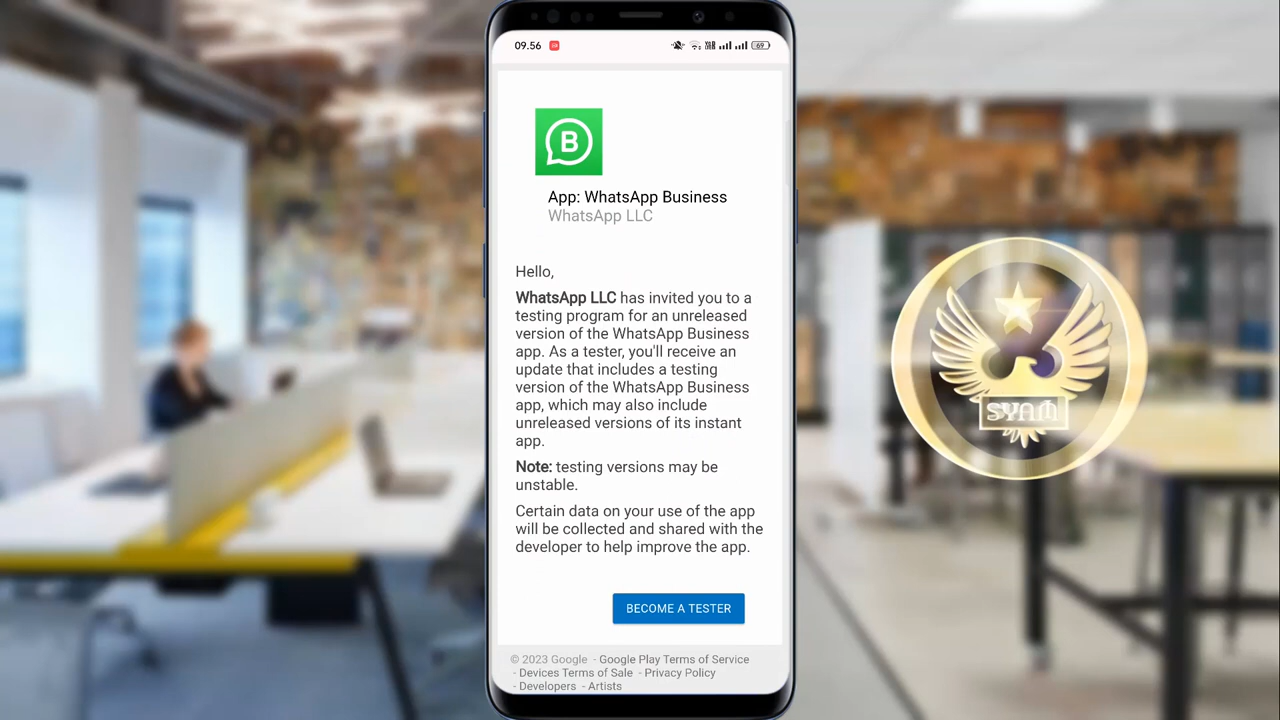 09.56
69
B
App: WhatsApp Business
WhatsApp LLC
Hello,
WhatsApp LLC has invited you to a
testing program for an unreleased
version of the WhatsApp Business
app. As a tester, you'll receive an
update that includes a testing
version of the WhatsApp Business
app, which may also include
unreleased versions of its instant
app.
Note: testing versions may be
unstable.
Certain data on your use of the app
will be collected and shared with the
developer to help improve the app.
BECOME A TESTER
© 2023 Google - Google Play Terms of Service
- Devices Terms of Sale - Privacy Policy
- Developers - Artists
SYAM